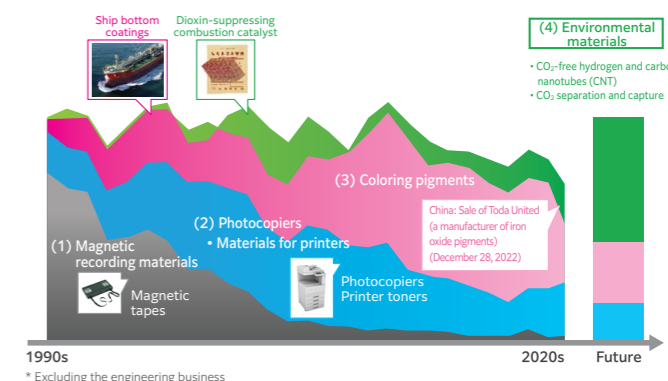 Ship bottom
coatings
Dioxin-suppressing
combustion catalyst
(4) Environmental
materials
• CO₂-free hydrogen and carbo
nanotubes (CNT)
• CO₂ separation and capture
(3) Coloring pigments
China: Sale of Toda United
(a manufacturer of iron
oxide pigments)
(December 28, 2022)
(2) Photocopiers
• Materials for printers
(1) Magnetic
recording materials
Magnetic
tapes
Photocopiers
Printer toners
1990s
2020s
Future
* Excluding the engineering business